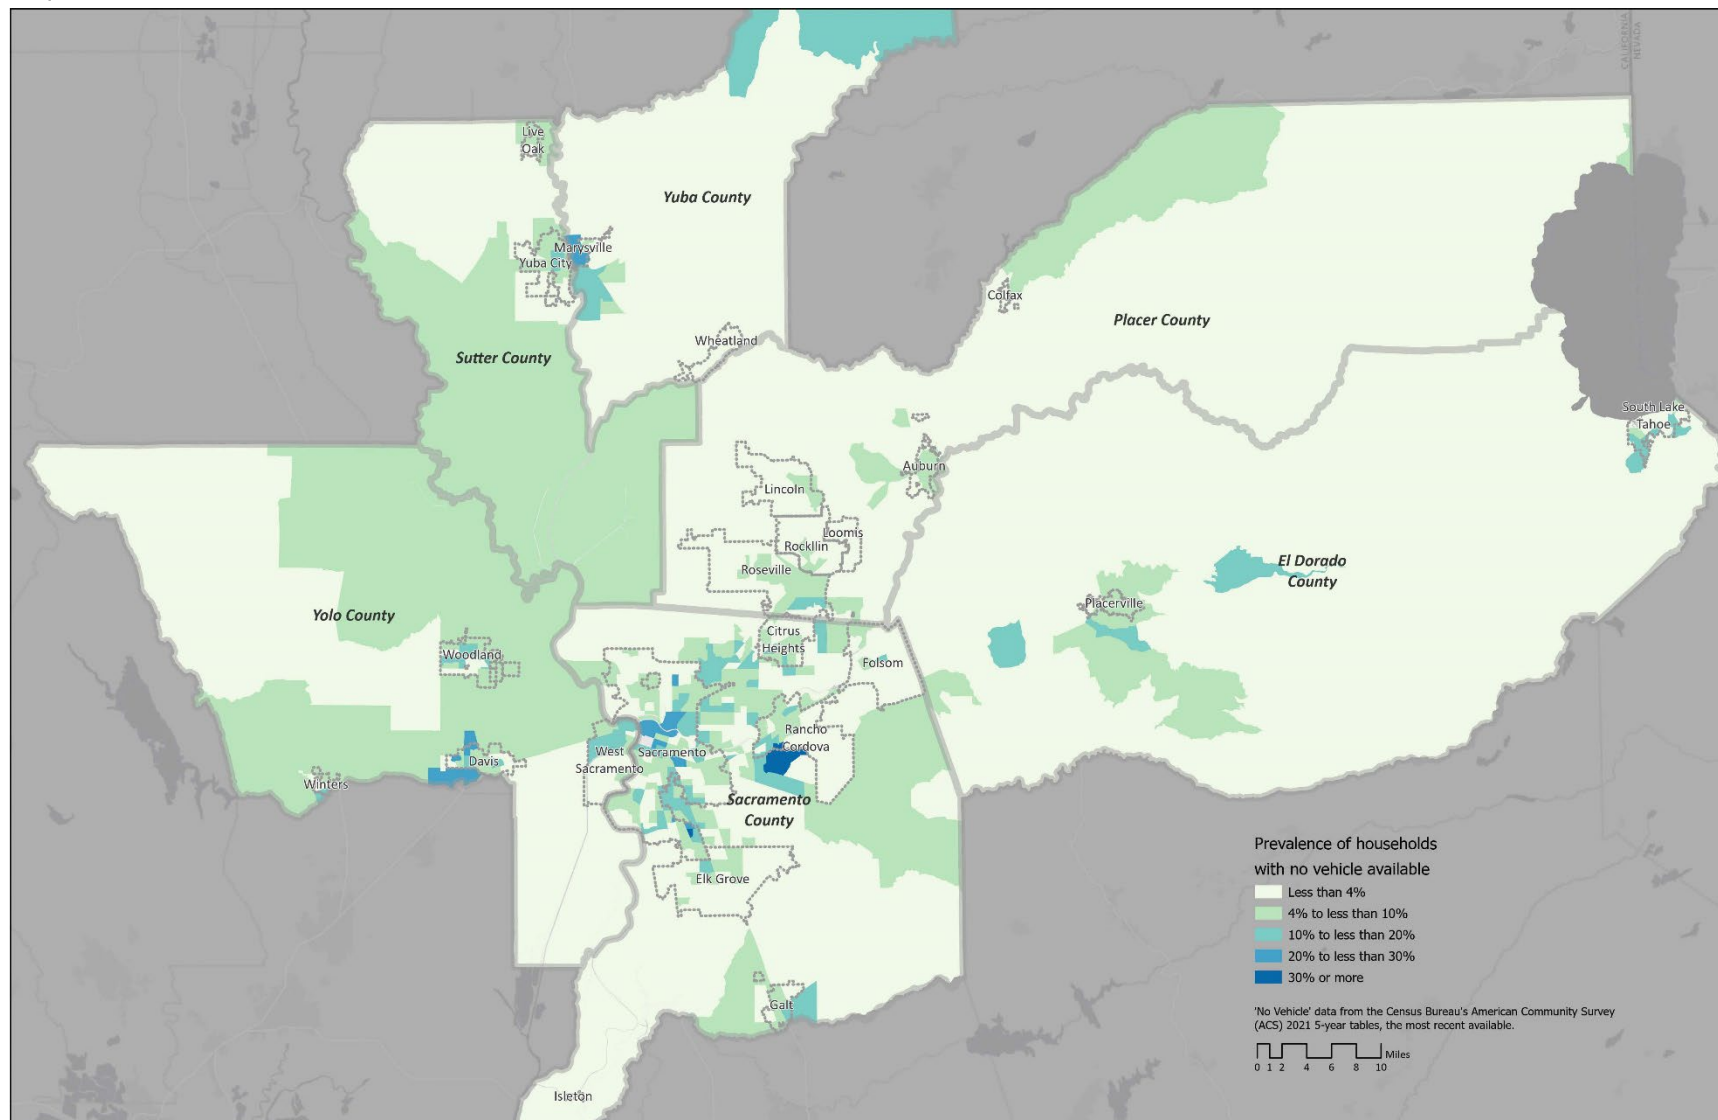 CALIFORNIA
NEVADA
Live
Oak
Yuba County
Marysville
Yuba City
Colfax
Placer County
Wheatland
Sutter County
South Lake
Tahoe
Auburn
Lincoln
Loomis
Rockllin
Roseville
El Dorado
County
Placerville
Yolo County
Citrus
Heights
Woodland
Folsom
Rancho
Cordova
West
Sacramento
Sacramento
Davis
Winters
Sacramento
County
Elk Grove
Galt
Isleton
Prevalence of households
with no vehicle available
Less than 4%
4% to less than 10%
10% to less than 20%
20% to less than 30%
30% or more
'No Vehicle' data from the Census Bureau's American Community Survey
(ACS) 2021 5-year tables, the most recent available.
Miles
0 1 2 4 6 8 10